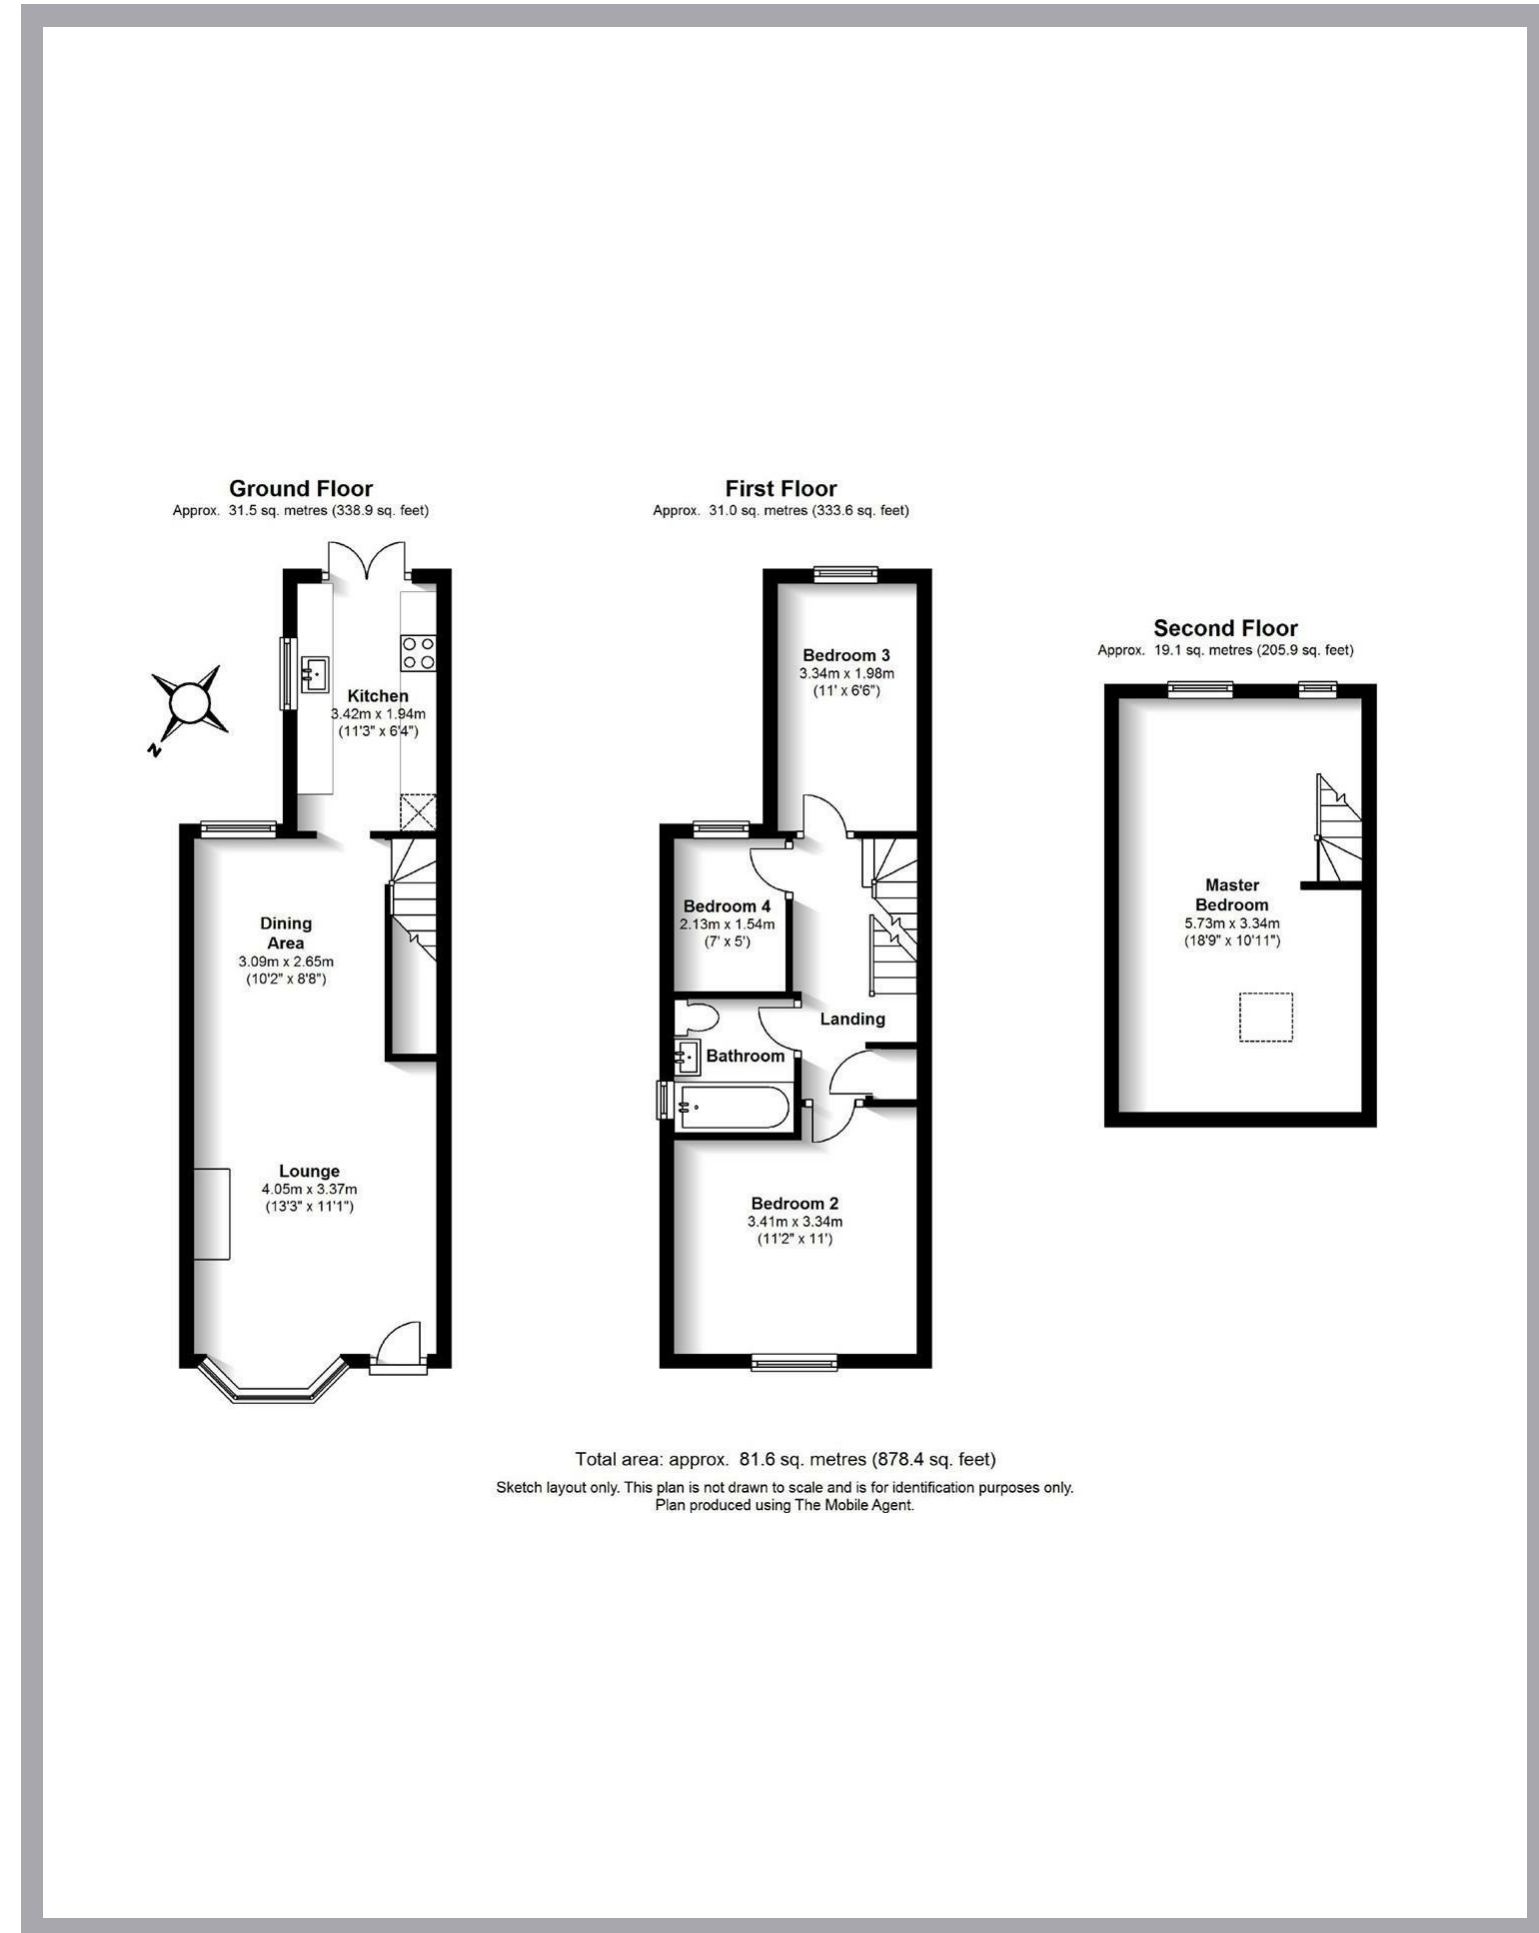 Ground Floor
Approx. 31.5 sq. metres (338.9 sq. feet)
Kitchen
3.42m x 1.94m
(11'3" x 6'4")
N
Dining
Area
3.09m x 2.65m
(10'2" x 8'8")
Lounge
4.05m x 3.37m
(13'3" x 11'1")
First Floor
Approx. 31.0 sq. metres (333.6 sq. feet)
Bedroom 3
3.34m x 1.98m
(11' x 6'6")
Bedroom 4
2.13m x 1.54m
(7' x 5')
Landing
Bathroom
Bedroom 2
3.41m x 3.34m
(11'2" x 11')
Second Floor
Approx. 19.1 sq. metres (205.9 sq. feet)
Master
Bedroom
5.73m x 3.34m
(18'9" x 10'11")
Total area: approx. 81.6 sq. metres (878.4 sq. feet)
Sketch layout only. This plan is not drawn to scale and is for identification purposes only.
Plan produced using The Mobile Agent.